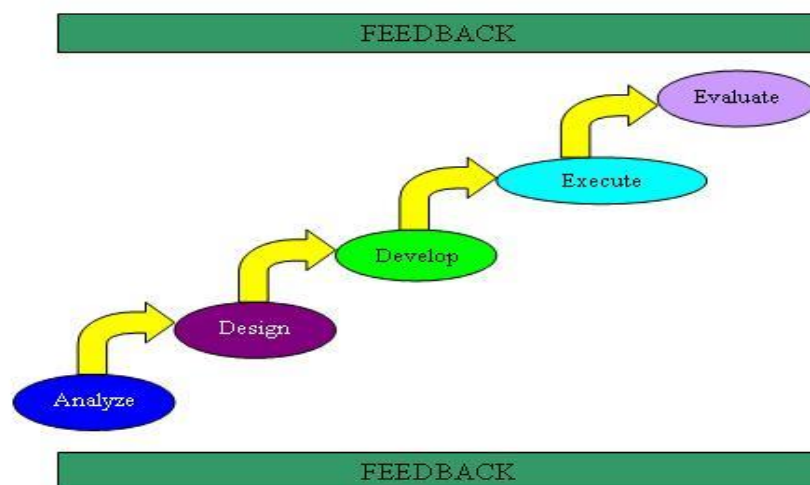 FEEDBACK
Evaluate
Execute
Develop
Design
Analyze
FEEDBACK